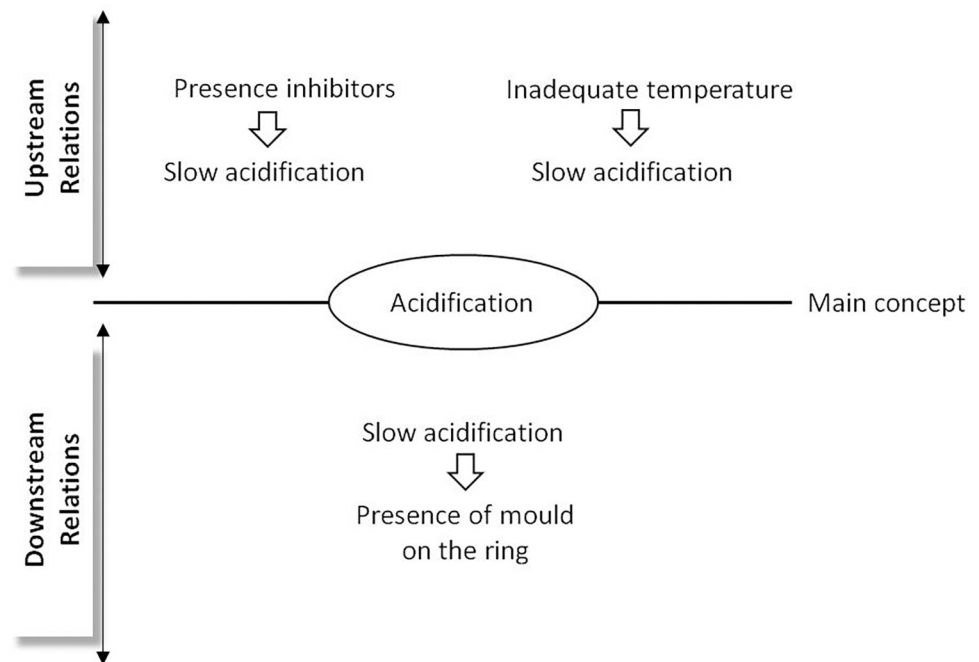 Upstream
Relations
Presence inhibitors
Inadequate temperature
Slow acidification
Slow acidification
Acidification
Main concept
Downstream
Relations
Slow acidification
Presence of mould
on the ring